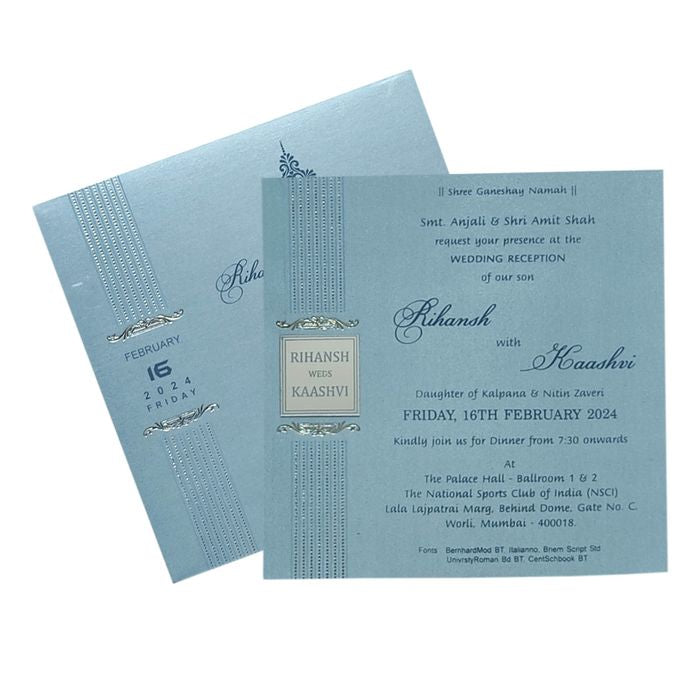 Rihan
FEBRUARY
16
2024
FRIDAY
RIHANSH
WEDS
KAASHVI
|| Shree Ganeshay Namah ||
Smt. Anjali & Shri Amit Shah
request your presence at the
WEDDING RECEPTION
of our son
Rihansh
with
Kaashvi
Daughter of Kalpana & Nitin Zaveri
FRIDAY, 16TH FEBRUARY 2024
Kindly join us for Dinner from 7:30 onwards
At
The Palace Hall - Ballroom 1 & 2
The National Sports Club of India (NSCI)
Lala Lajpatrai Marg, Behind Dome, Gate No. C.
Worli, Mumbai - 400018.
Fonts BernhardMod BT, Italianno, Briem Script Std
UnivrstyRoman Bd BT, CentSchbook BT